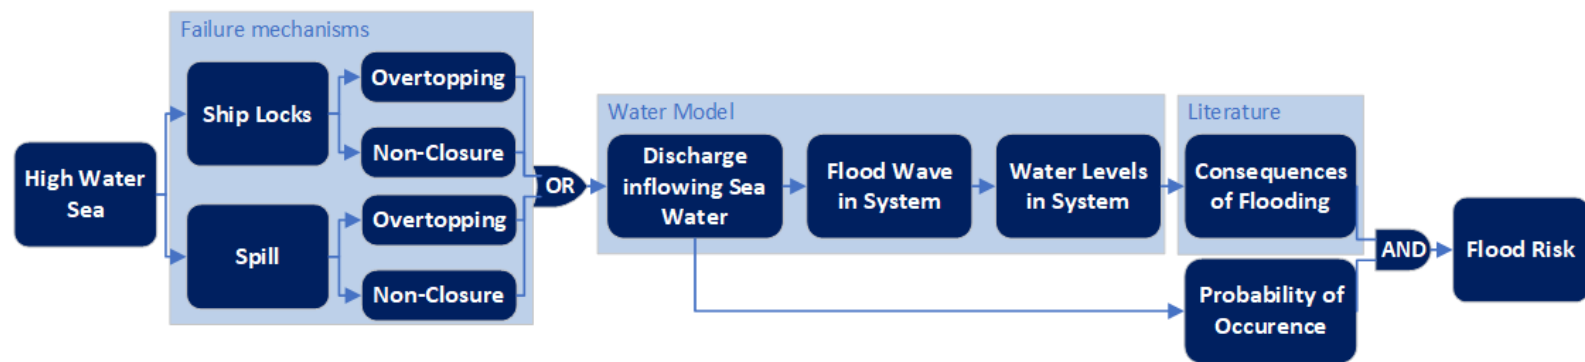 Failure mechanisms
High Water
Sea
Ship Locks
Overtopping
Non-Closure
Spill
Overtopping
Non-Closure
OR
Water Model
Discharge
inflowing Sea
Water
Flood Wave
in System
Water Levels
in System
Literature
Consequences
of Flooding
Probability of
Occurence
AND
Flood Risk